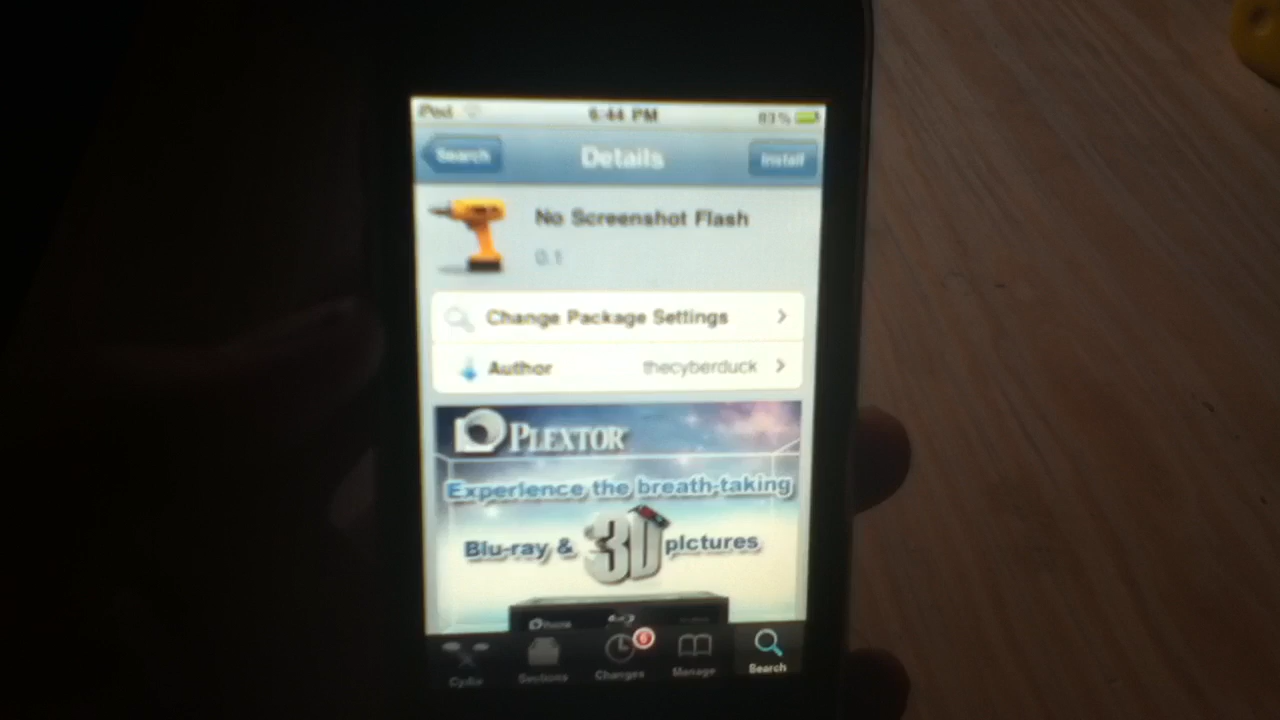 iPod 6:44 PM 83%
Search Details Install
No Screenshot Flash
0.1
Change Package Settings
Author thecyberduck
PLEXTOR
Experience the breath-taking
Blu-ray & 3D pictures
6
Cydia Sections Changes Manage Search